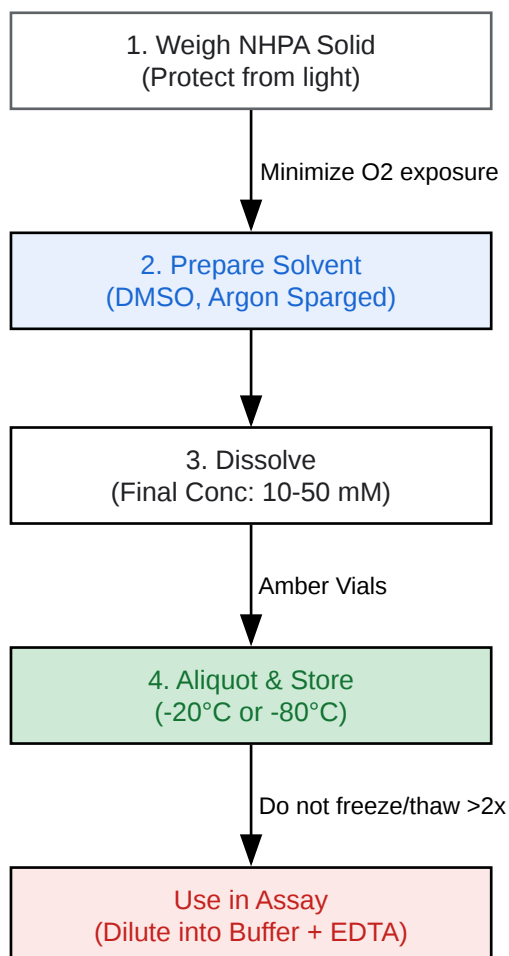 1. Weigh NHPA Solid
(Protect from light)
Minimize O2 exposure
2. Prepare Solvent
(DMSO, Argon Sparged)
3. Dissolve
(Final Conc: 10-50 mM)
Amber Vials
4. Aliquot & Store
(-20°C or -80°C)
Do not freeze/thaw >2x
Use in Assay
(Dilute into Buffer + EDTA)